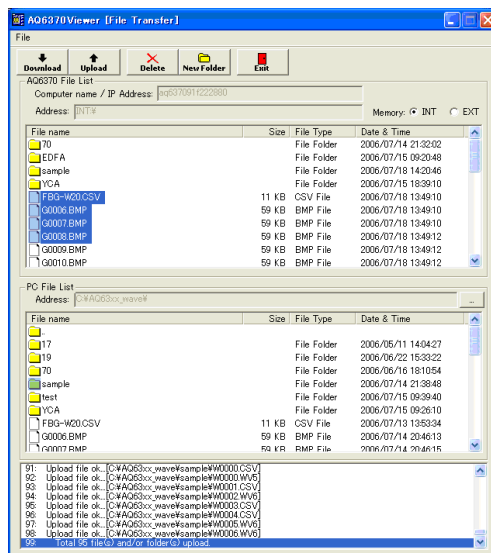 AQ6370Viewer [File Transfer]
File
Download Upload Delete New Folder Exit
AQ6370 File List
Computer name / IP Address: aq637091f222880
Address: INT¥ Memory: INT EXT
File name Size File Type Date & Time
70 File Folder 2006/07/14 21:32:02
EDFA File Folder 2006/07/15 09:20:48
sample File Folder 2006/07/18 14:20:46
YCA File Folder 2006/07/15 18:39:10
FBG-W20.CSV 11 KB CSV File 2006/07/18 13:49:10
G0006.BMP 59 KB BMP File 2006/07/18 13:49:10
G0007.BMP 59 KB BMP File 2006/07/18 13:49:10
G0008.BMP 59 KB BMP File 2006/07/18 13:49:12
G0009.BMP 59 KB BMP File 2006/07/18 13:49:12
G0010.BMP 59 KB BMP File 2006/07/18 13:49:12
PC File List
Address: C:¥AQ63xx_wave¥ ...
File name Size File Type Date & Time
..
17 File Folder 2006/05/11 14:04:27
19 File Folder 2006/06/22 15:33:22
70 File Folder 2006/06/16 18:10:54
sample File Folder 2006/07/14 21:38:48
test File Folder 2006/07/15 09:39:40
YCA File Folder 2006/07/15 09:26:10
FBG-W20.CSV 11 KB CSV File 2006/07/13 13:53:34
G0006.BMP 59 KB BMP File 2006/07/14 20:46:13
G0007.BMP 59 KB BMP File 2006/07/14 20:46:15
91: Upload file ok...[C:¥AQ63xx_wave¥sample¥W0000.CSV]
92: Upload file ok...[C:¥AQ63xx_wave¥sample¥W0000.WV5]
93: Upload file ok...[C:¥AQ63xx_wave¥sample¥W0001.CSV]
94: Upload file ok...[C:¥AQ63xx_wave¥sample¥W0002.WV6]
95: Upload file ok...[C:¥AQ63xx_wave¥sample¥W0003.CSV]
96: Upload file ok...[C:¥AQ63xx_wave¥sample¥W0004.CSV]
97: Upload file ok...[C:¥AQ63xx_wave¥sample¥W0005.WV6]
98: Upload file ok...[C:¥AQ63xx_wave¥sample¥W0006.WV6]
99: Total 95 file(s) and/or folder(s) upload.